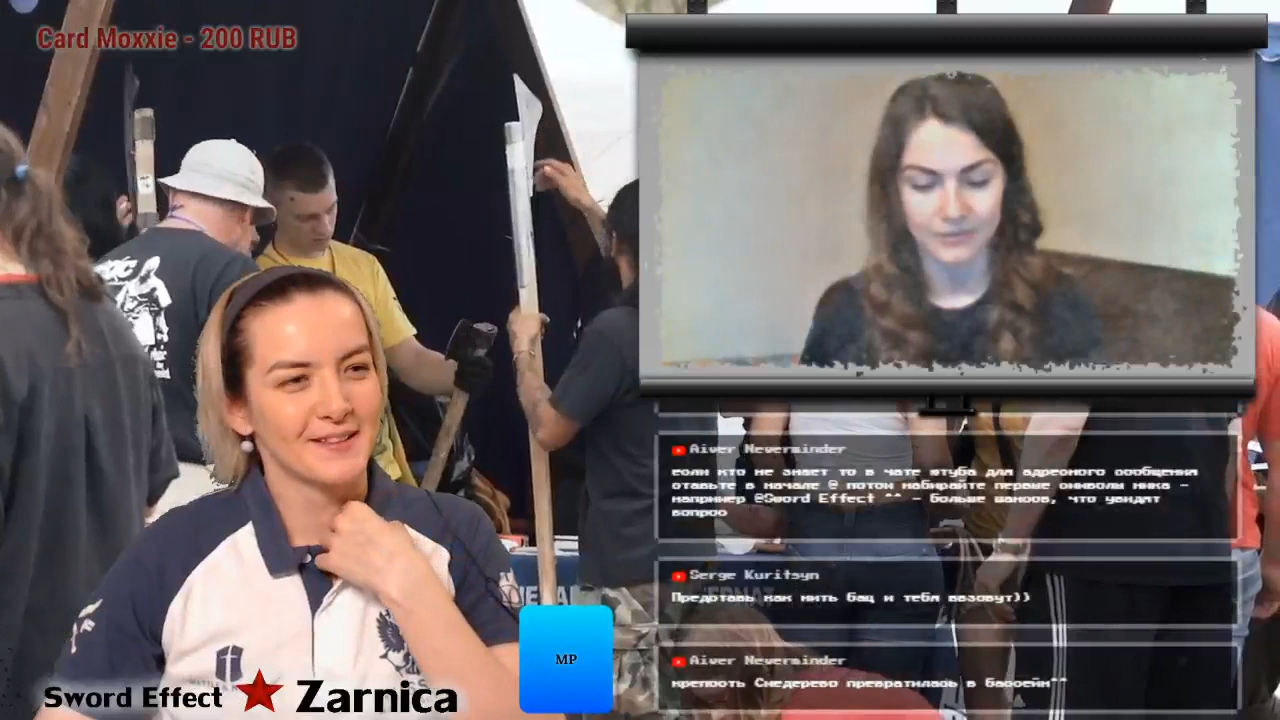 Card Moxxie - 200 RUB
Aiver Neverminder
если кто не знает то в чате ютуба для адресного сообщения
ставьте в начале @ потом набирайте первые символы ника -
например @Sword Effect ^^ - больше шансов, что увидят
вопрос
Serge Kuritsyn
Представь как нить бац и тебя вазовут))
Aiver Neverminder
крепость Смедерево превратилась в бассейн^^
MP
Sword Effect Zarnica